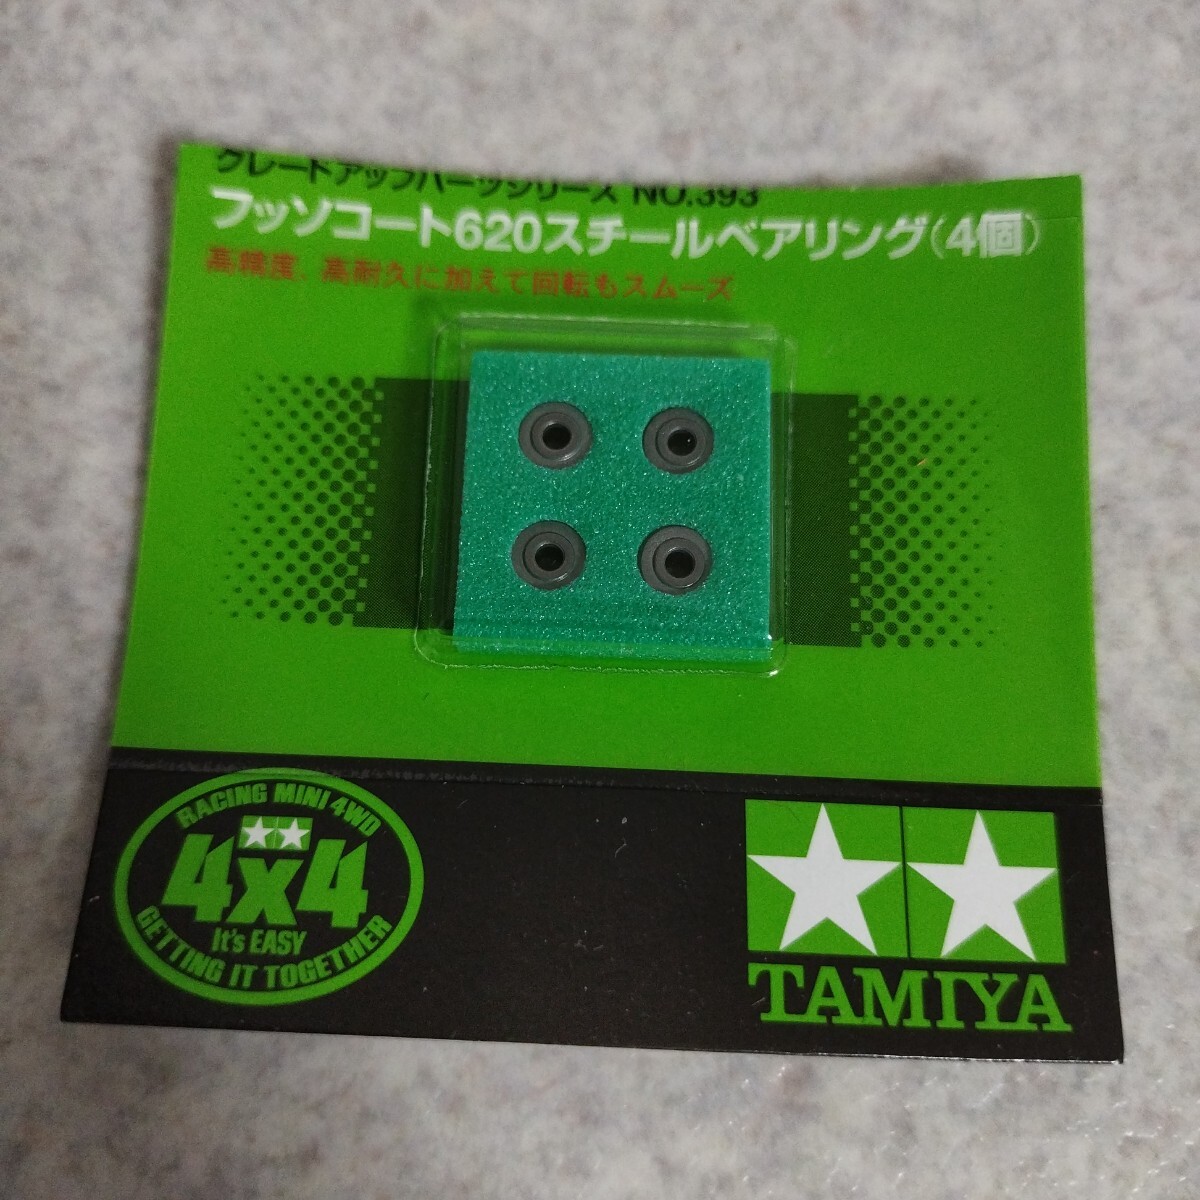 グレードアップパーツシリーズ NO.393
フッソコート620スチールベアリング(4個)
高精度、高耐久に加えて回転もスムーズ
RACING MINI 4WD
4x4
It's EASY
GETTING IT TOGETHER
TAMIYA